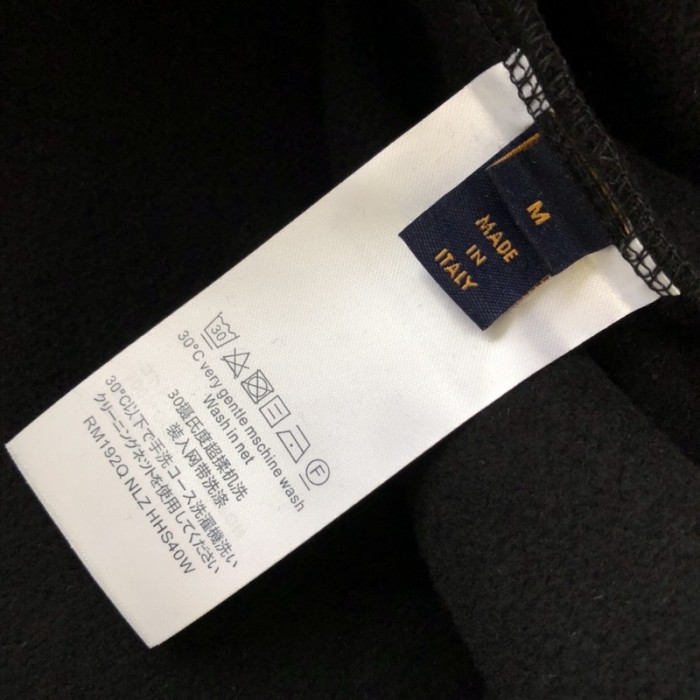 M
MADE
IN
ITALY
30
F
30°C very gentle mschine wash
Wash in net
30摄氏度超揉机洗
装入网带洗涤
30°C以下で手洗コース洗濯機洗い
クリーニングネットを使用してください
RM192Q NLZ HHS40W